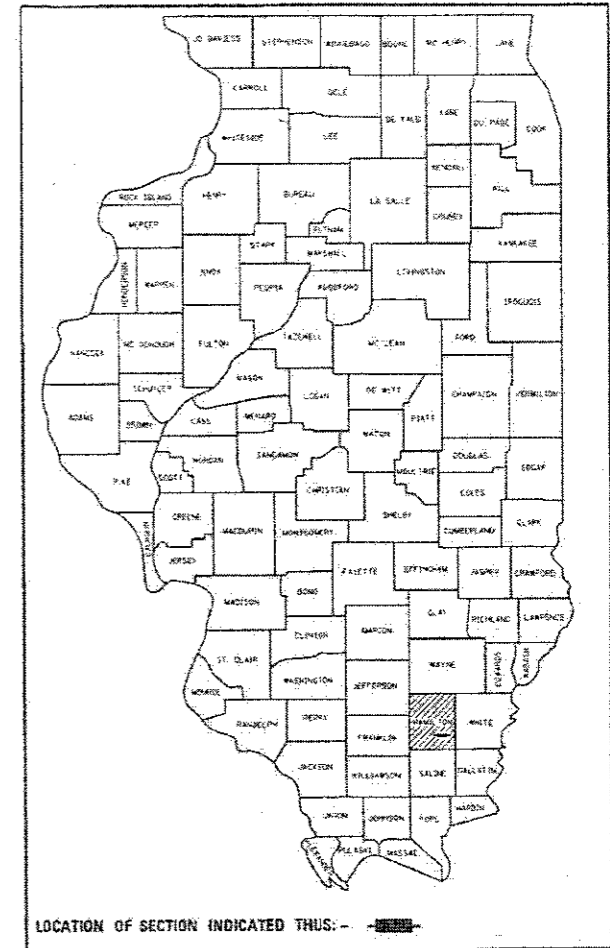 JO DAVIESS STEPHENSON WINNEBAGO BOONE MC HENRY LAKE
CARROLL OGLE
DE KALB KANE DU PAGE COOK
WHITESIDE LEE
KENDALL WILL
ROCK ISLAND HENRY BUREAU LA SALLE GRUNDY
MERCER PUTNAM
STARK MARSHALL KANKAKEE
HENDERSON WARREN KNOX PEORIA WOODFORD LIVINGSTON IROQUOIS
HANCOCK MC DONOUGH FULTON TAZEWELL MC LEAN FORD
SCHUYLER MASON LOGAN DE WITT CHAMPAIGN VERMILION
ADAMS BROWN CASS MENARD PIATT
MACON
MORGAN SANGAMON MOULTRIE DOUGLAS EDGAR
PIKE SCOTT CHRISTIAN COLES
GREENE MACOUPIN MONTGOMERY SHELBY CUMBERLAND CLARK
CALHOUN JERSEY FAYETTE EFFINGHAM JASPER CRAWFORD
MADISON BOND
CLINTON MARION CLAY RICHLAND LAWRENCE
ST. CLAIR WASHINGTON WAYNE EDWARDS WABASH
MONROE JEFFERSON
RANDOLPH PERRY HAMILTON WHITE
FRANKLIN
JACKSON WILLIAMSON SALINE GALLATIN
UNION JOHNSON POPE HARDIN
ALEXANDER PULASKI MASSAC
LOCATION OF SECTION INDICATED THUS: -